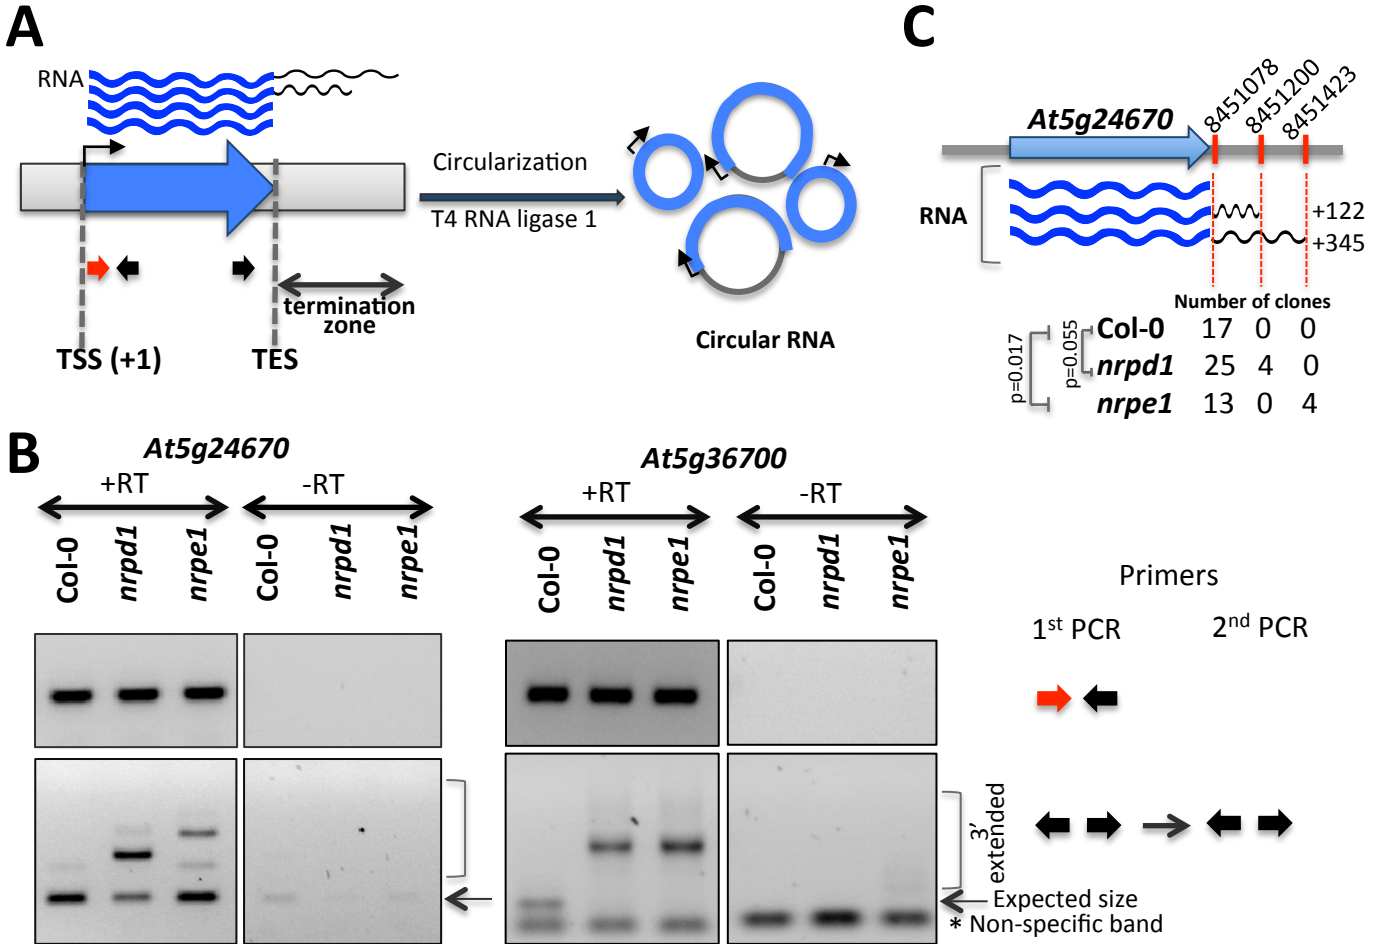 A
RNA
Circularization
T4 RNA ligase 1
termination
zone
TSS (+1)
TES
Circular RNA
C
At5g24670
8451078
8451200
8451423
RNA
+122
+345
Number of clones
Col-0 17 0 0
nrpd1 25 4 0
nrpe1 13 0 4
p=0.017
p=0.055
B
At5g24670
+RT -RT
Col-0 nrpd1 nrpe1 Col-0 nrpd1 nrpe1
At5g36700
+RT -RT
Col-0 nrpd1 nrpe1 Col-0 nrpd1 nrpe1
3’
extended
Expected size
* Non-specific band
Primers
1st PCR 2nd PCR